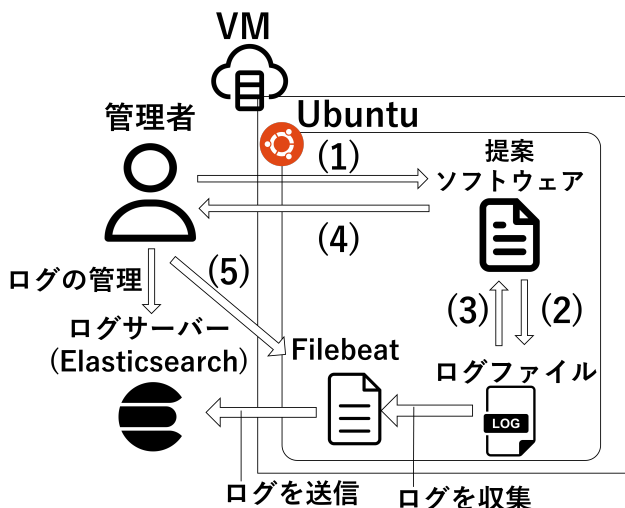 VM
管理者
Ubuntu
(1)
提案
ソフトウェア
(4)
ログの管理
(5)
(3)
(2)
ログサーバー
(Elasticsearch)
Filebeat
ログファイル
LOG
ログを送信
ログを収集